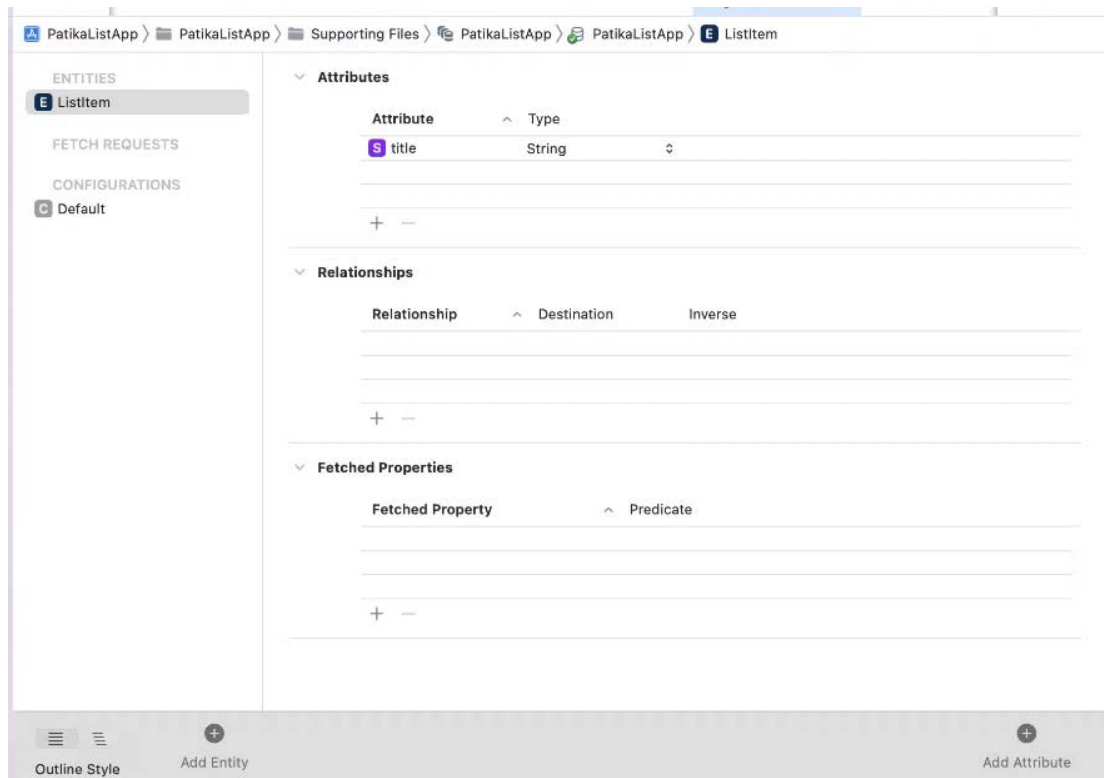 PatikaListApp 〉 PatikaListApp 〉 Supporting Files 〉 PatikaListApp 〉 PatikaListApp 〉 E ListItem
ENTITIES
E ListItem
FETCH REQUESTS
CONFIGURATIONS
C Default
Attributes
Attribute Type
S title String
Relationships
Relationship Destination Inverse
Fetched Properties
Fetched Property Predicate
Outline Style
Add Entity
Add Attribute